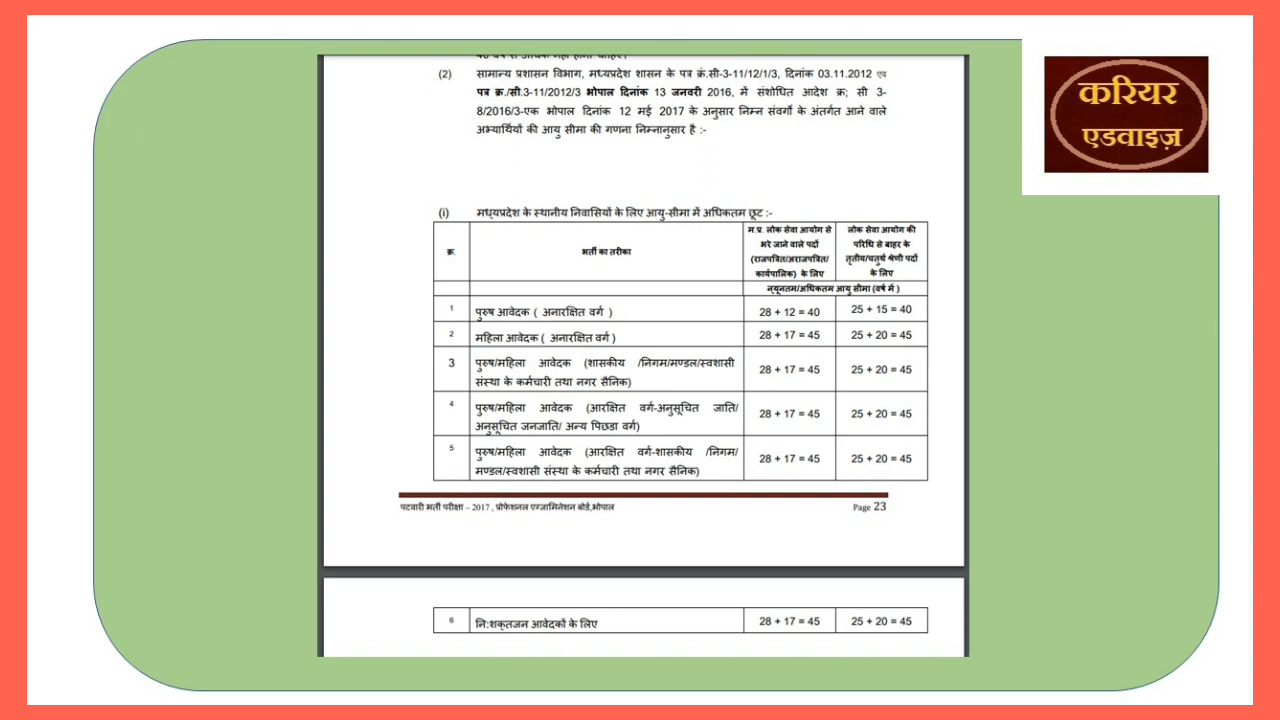 करियर
एडवाइज़
(2) सामान्य प्रशासन विभाग, मध्यप्रदेश शासन के पत्र क्रं.सी-3-11/12/1/3, दिनांक 03.11.2012 एव
पत्र क्र./सी.3-11/2012/3 भोपाल दिनांक 13 जनवरी 2016, में संशोधित आदेश क्र; सी 3-
8/2016/3-एक भोपाल दिनांक 12 मई 2017 के अनुसार निम्न संवर्गो के अंतर्गत आने वाले
अभ्यार्थियों की आयु सीमा की गणना निम्नानुसार है :-
(i) मध्यप्रदेश के स्थानीय निवासियों के लिए आयु-सीमा में अधिकतम छूट :-
क्र. भर्ती का तरीका
म.प्र. लोक सेवा आयोग से
भरे जाने वाले पदों
(राजपत्रित/अराजपत्रित/
कार्यपालिक) के लिए
लोक सेवा आयोग की
परिधि से बाहर के
तृतीय/चतुर्थ श्रेणी पदों
के लिए
न्यूनतम/अधिकतम आयु सीमा (वर्ष में )
1 पुरुष आवेदक ( अनारक्षित वर्ग ) 28 + 12 = 40 25 + 15 = 40
2 महिला आवेदक ( अनारक्षित वर्ग ) 28 + 17 = 45 25 + 20 = 45
3 पुरुष/महिला आवेदक (शासकीय /निगम/मण्डल/स्वशासी
संस्था के कर्मचारी तथा नगर सैनिक) 28 + 17 = 45 25 + 20 = 45
4 पुरुष/महिला आवेदक (आरक्षित वर्ग-अनुसूचित जाति/
अनुसूचित जनजाति/ अन्य पिछडा वर्ग) 28 + 17 = 45 25 + 20 = 45
5 पुरुष/महिला आवेदक (आरक्षित वर्ग-शासकीय /निगम/
मण्डल/स्वशासी संस्था के कर्मचारी तथा नगर सैनिक) 28 + 17 = 45 25 + 20 = 45
पटवारी भर्ती परीक्षा – 2017 , प्रोफेशनल एग्जामिनेशन बोर्ड,भोपाल Page 23
6 नि:शक्तजन आवेदकों के लिए 28 + 17 = 45 25 + 20 = 45